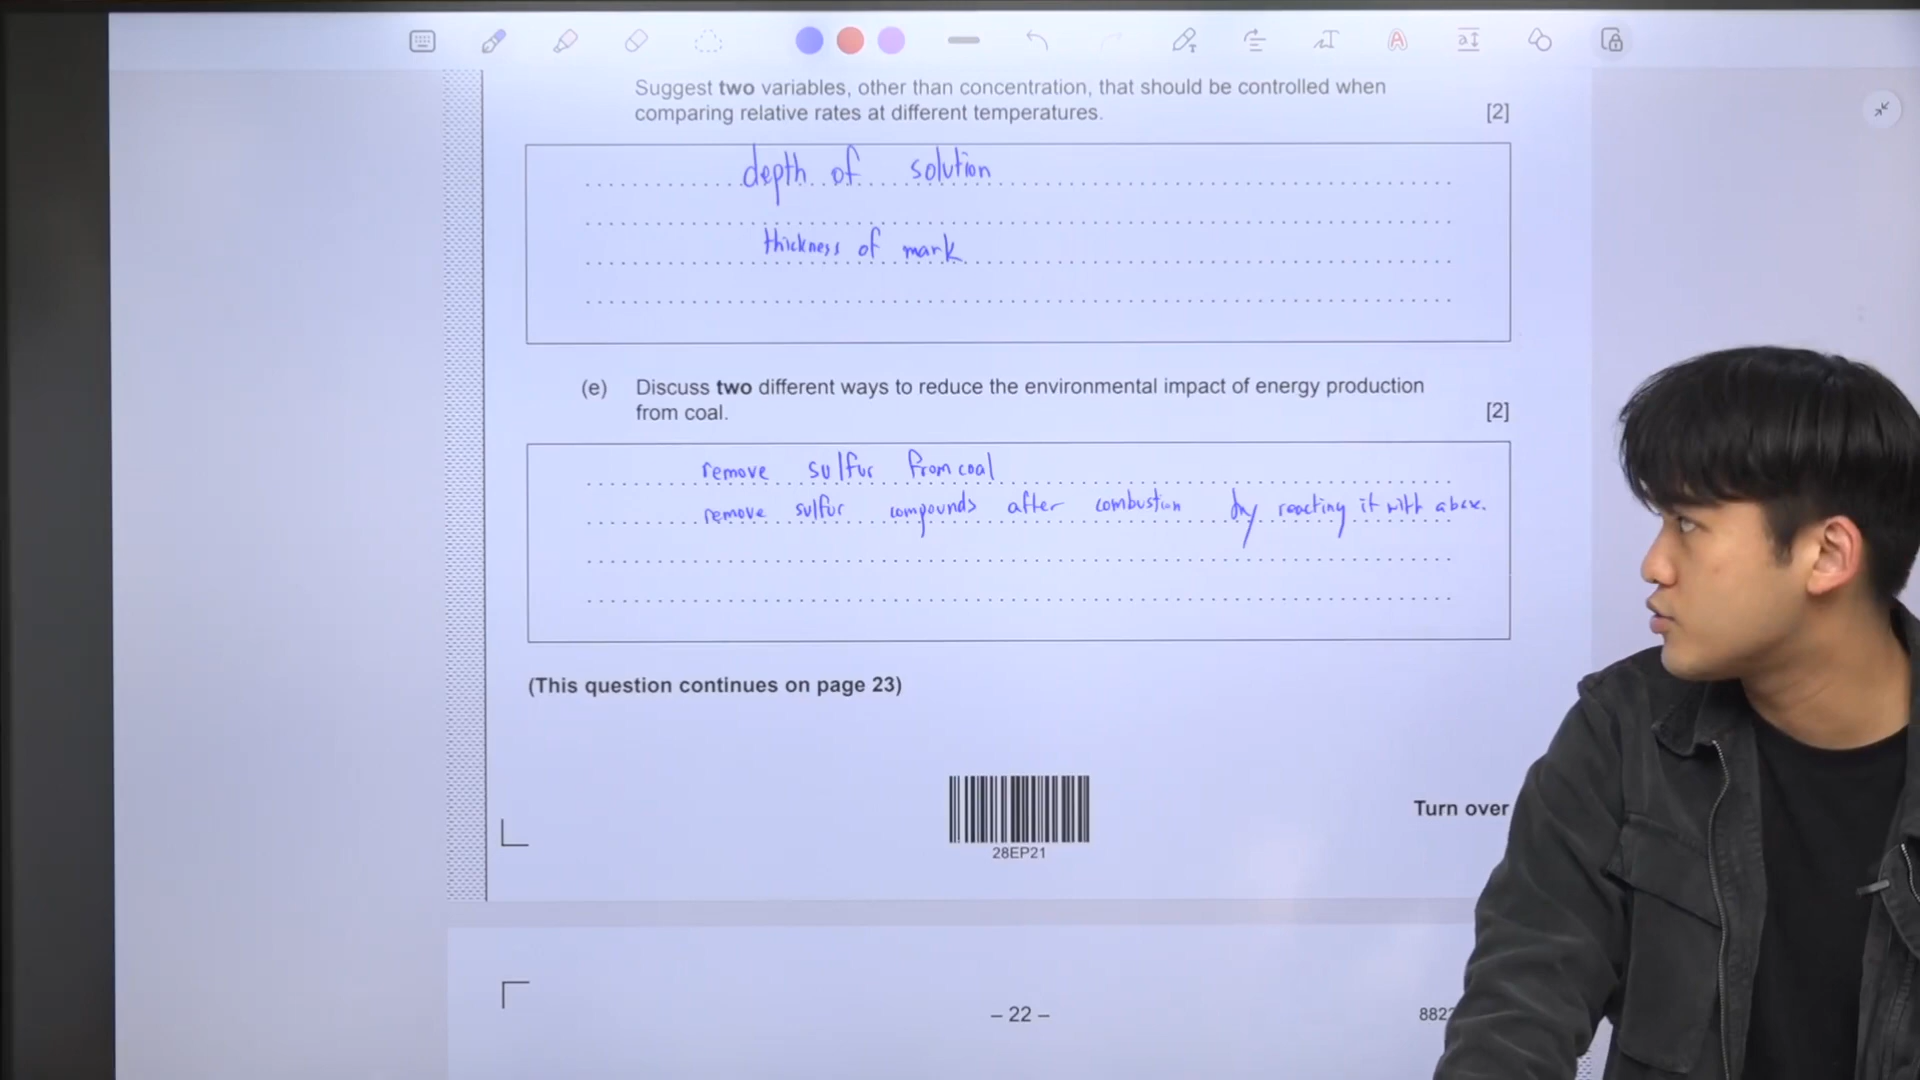 Suggest two variables, other than concentration, that should be controlled when
comparing relative rates at different temperatures. [2]
depth of solution
thickness of mark
(e) Discuss two different ways to reduce the environmental impact of energy production
from coal. [2]
remove sulfur from coal
remove sulfur compounds after combustion by reacting it with
(This question continues on page 23)
28EP21
Turn over
– 22 –
882